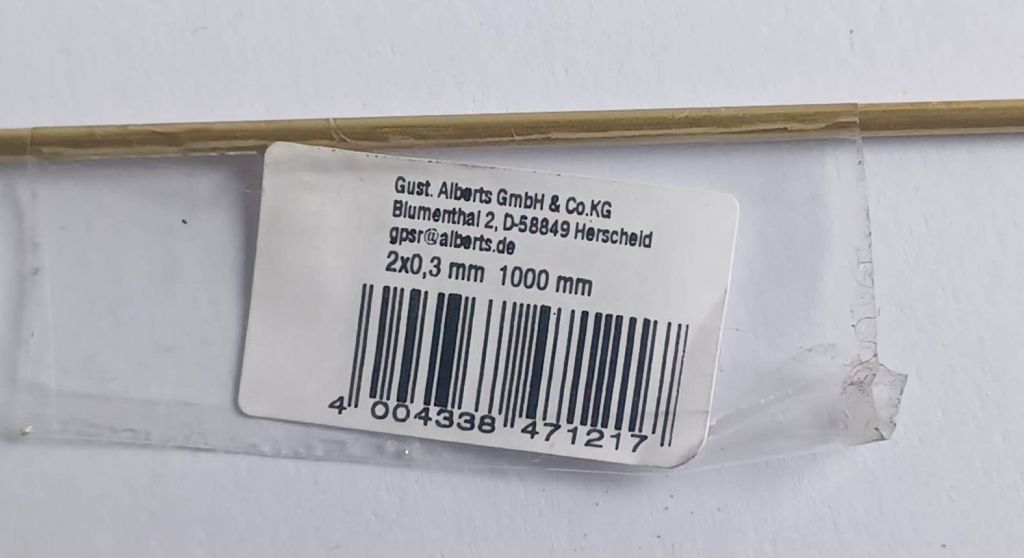 Gust. Alberts GmbH & Co.KG
Blumenthal 2, D-58849 Herscheid
gpsr@alberts.de
2x0,3 mm 1000 mm
4 004338 471217